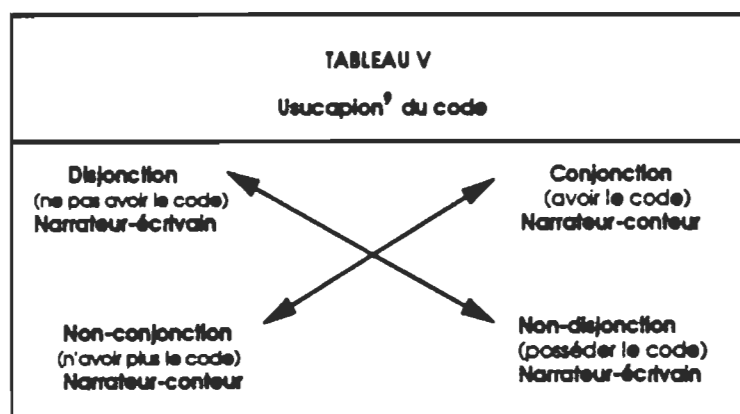 TABLEAU V
Usucapion⁹ du code
Disjonction
(ne pas avoir le code)
Narrateur-écrivain
Conjonction
(avoir le code)
Narrateur-conteur
Non-conjonction
(n'avoir plus le code)
Narrateur-conteur
Non-disjonction
(posséder le code)
Narrateur-écrivain